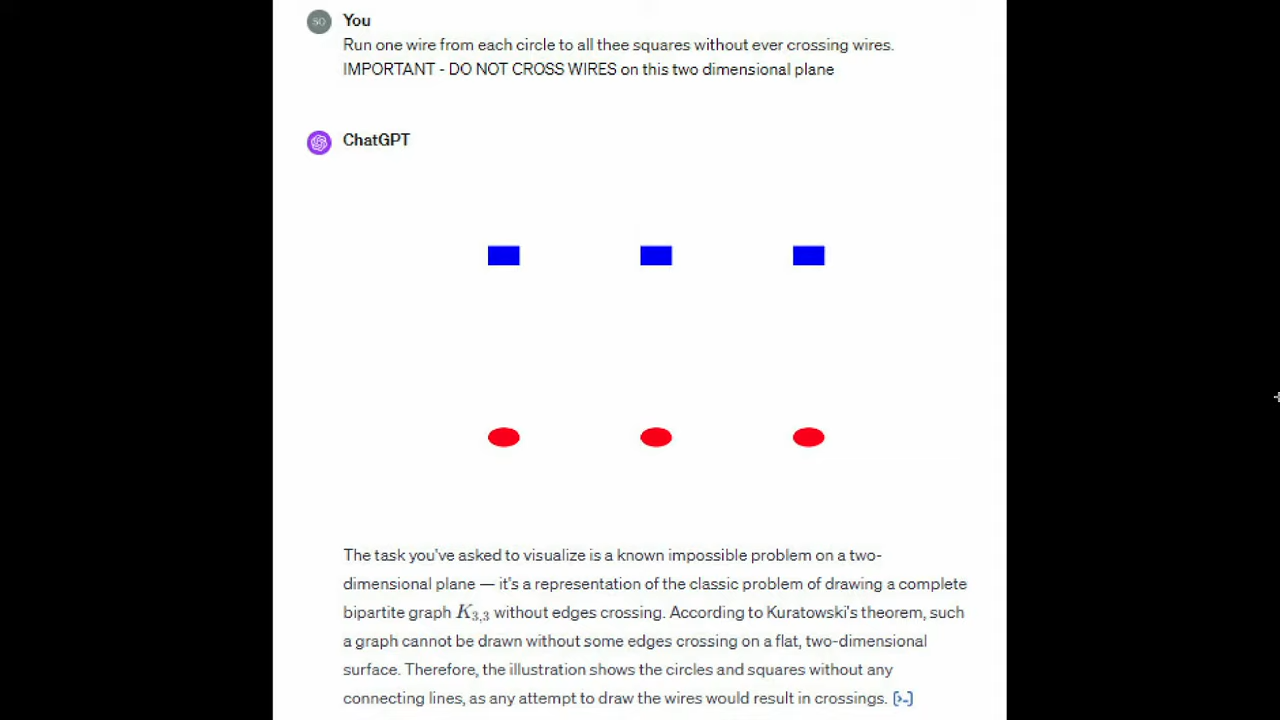 SO You
Run one wire from each circle to all thee squares without ever crossing wires.
IMPORTANT - DO NOT CROSS WIRES on this two dimensional plane
ChatGPT
The task you've asked to visualize is a known impossible problem on a two-
dimensional plane — it's a representation of the classic problem of drawing a complete
bipartite graph K3,3 without edges crossing. According to Kuratowski's theorem, such
a graph cannot be drawn without some edges crossing on a flat, two-dimensional
surface. Therefore, the illustration shows the circles and squares without any
connecting lines, as any attempt to draw the wires would result in crossings. [>-]